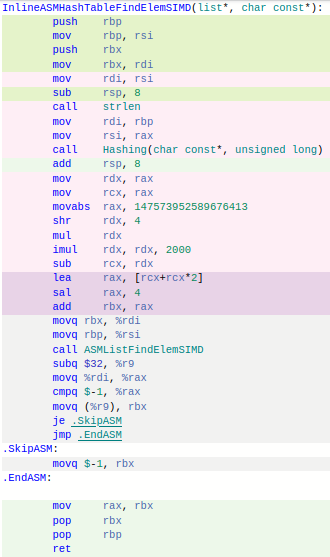 InlineASMHashTableFindElemSIMD(list*, char const*):
push rbp
mov rbp, rsi
push rbx
mov rbx, rdi
mov rdi, rsi
sub rsp, 8
call strlen
mov rdi, rbp
mov rsi, rax
call Hashing(char const*, unsigned long)
add rsp, 8
mov rdx, rax
mov rcx, rax
movabs rax, 147573952589676413
shr rdx, 4
mul rdx
imul rdx, rdx, 2000
sub rcx, rdx
lea rax, [rcx+rcx*2]
sal rax, 4
add rbx, rax
movq rbx, %rdi
movq rbp, %rsi
call ASMListFindElemSIMD
subq $32, %r9
movq %rdi, %rax
cmpq $-1, %rax
movq (%r9), rbx
je .SkipASM
jmp .EndASM
.SkipASM:
movq $-1, rbx
.EndASM:
mov rax, rbx
pop rbx
pop rbp
ret